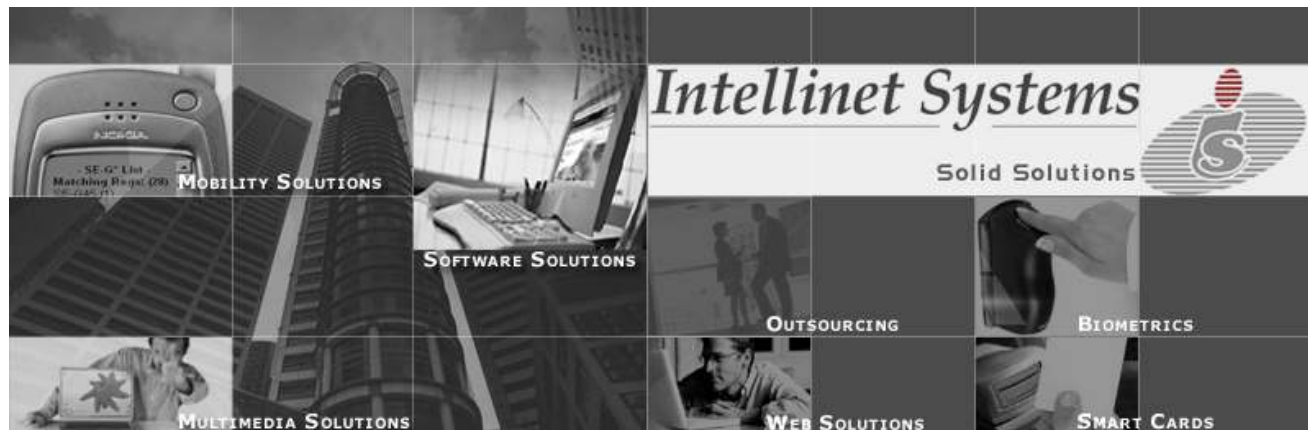 Intellinet Systems
Solid Solutions
NOKIA
- SE-G* List -
Matching Regs: (28)
MOBILITY SOLUTIONS
SOFTWARE SOLUTIONS
OUTSOURCING
BIOMETRICS
MULTIMEDIA SOLUTIONS
WEB SOLUTIONS
SMART CARDS